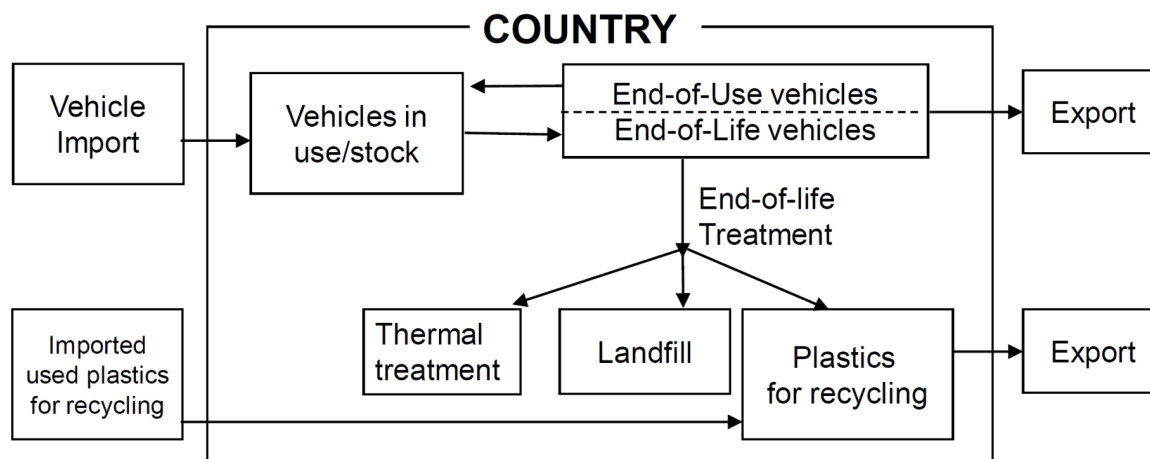 COUNTRY
Vehicle
Import
Vehicles in
use/stock
End-of-Use vehicles
End-of-Life vehicles
Export
End-of-life
Treatment
Imported
used plastics
for recycling
Thermal
treatment
Landfill
Plastics
for recycling
Export